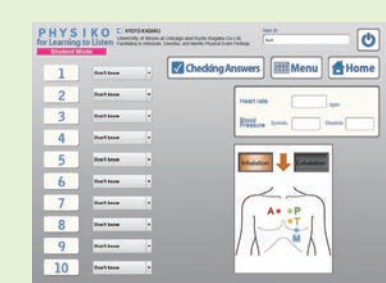 PHYSIKO
for Learning to Listen
KYOTO KAGAKU
University of Illinois at Chicago and Kyoto Kagaku Co.Ltd.
Student Mode
User ID
Checking Answers
Menu
Home
1 Don't know
2 Don't know
3 Don't know
4 Don't know
5 Don't know
6 Don't know
7 Don't know
8 Don't know
9 Don't know
10 Don't know
Heart rate
Blood
Pressure Systolic Diastolic
Inhalation Exhalation
A P
T
M